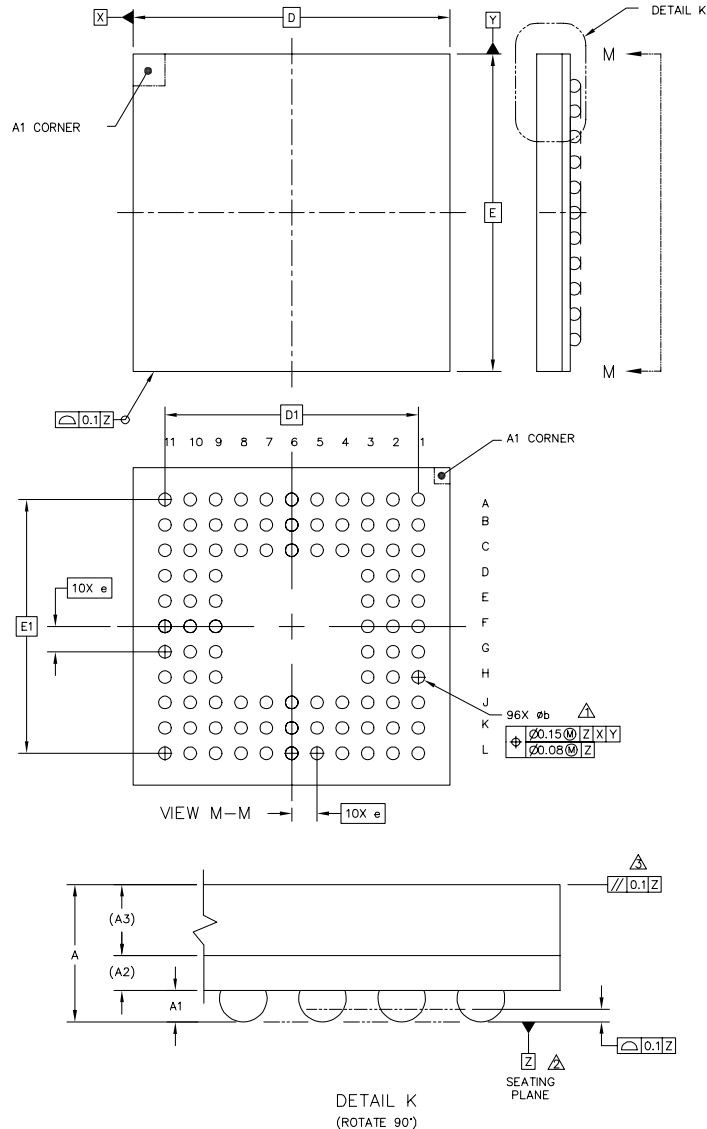 X
D
Y
DETAIL K
M
A1 CORNER
E
M
⌓ 0.1 Z
D1
11 10 9 8 7 6 5 4 3 2 1
A1 CORNER
A
B
C
D
10X e
E
E1
F
G
H
J
96X øb 1
K
⌖ Ø0.15Ⓜ Z X Y
L
Ø0.08Ⓜ Z
VIEW M-M
10X e
3
// 0.1 Z
(A3)
A
(A2)
A1
⌓ 0.1 Z
Z 2
SEATING
PLANE
DETAIL K
(ROTATE 90°)